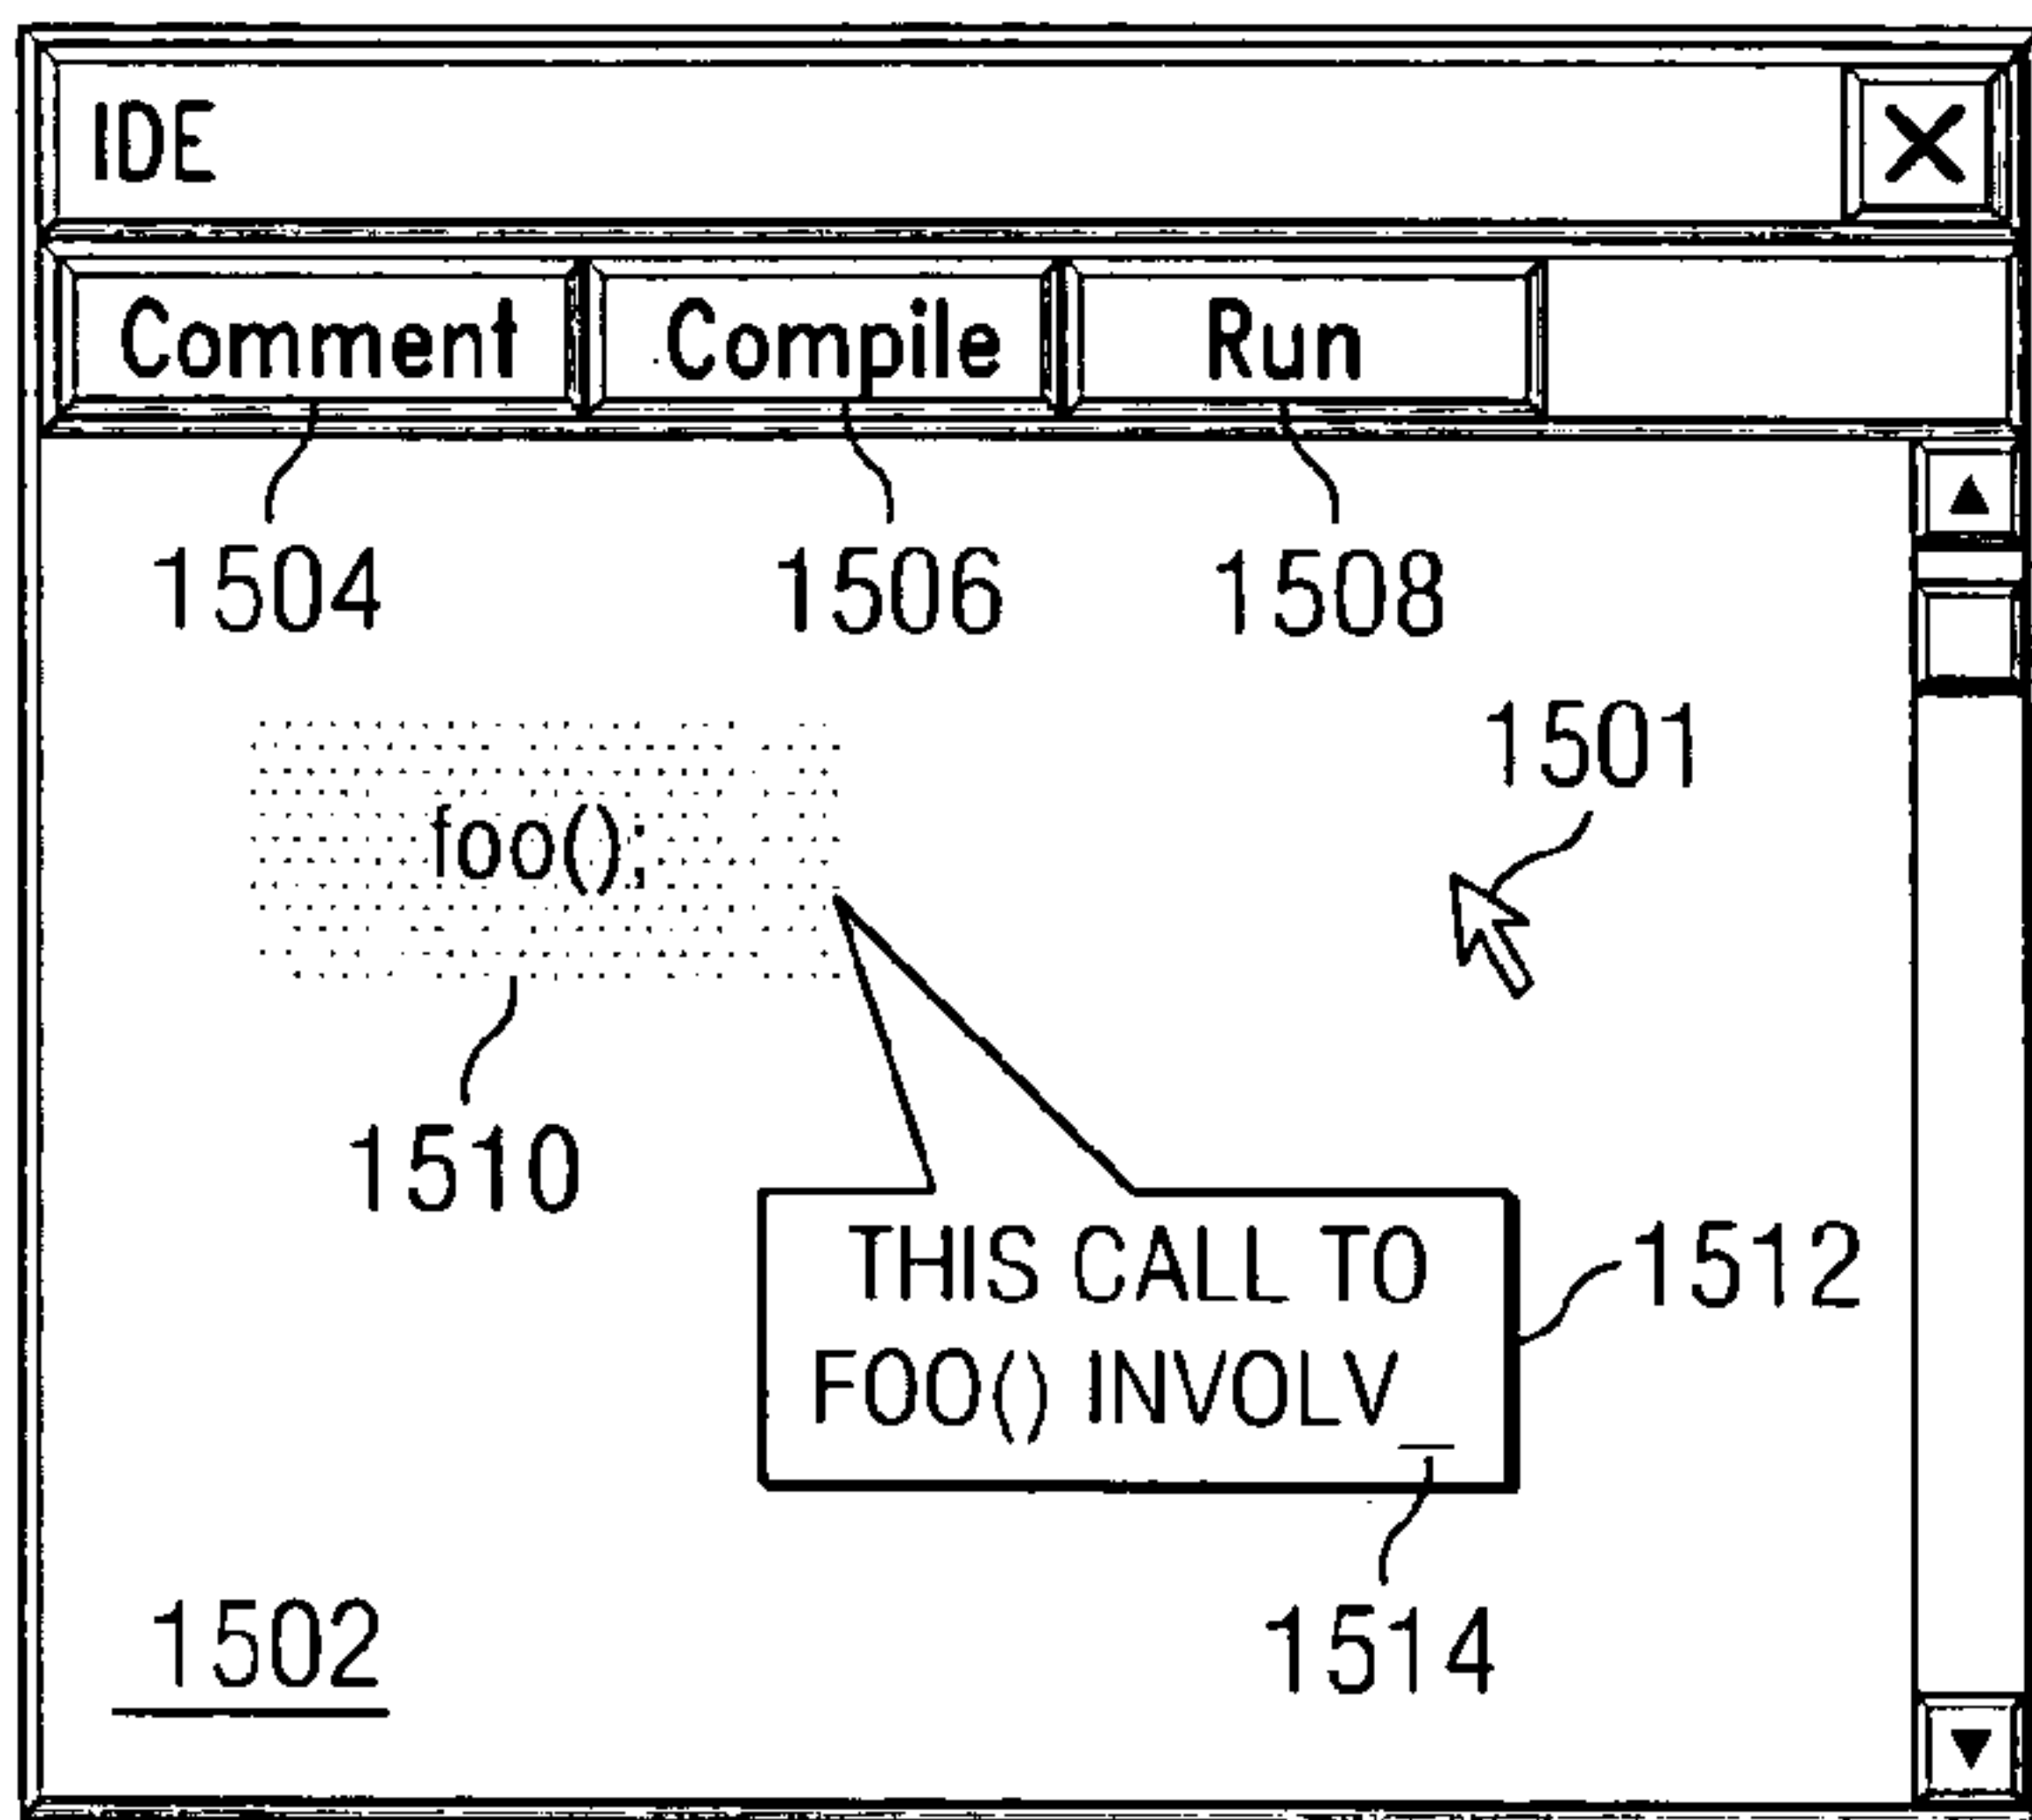 IDE
Comment Compile Run
1504 1506 1508
1501
foo();
1510
THIS CALL TO
FOO() INVOLV_
1512
1514
1502